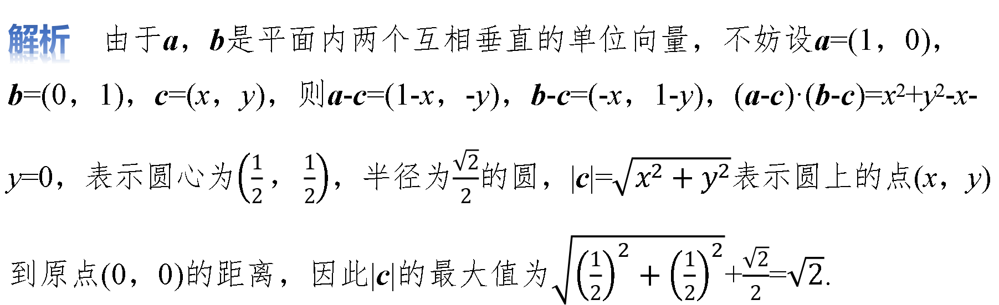 解析 由于a，b是平面内两个互相垂直的单位向量，不妨设a=(1，0)，
b=(0，1)，c=(x，y)，则a-c=(1-x，-y)，b-c=(-x，1-y)，(a-c)·(b-c)=x²+y²-x-
y=0，表示圆心为(1/2，1/2)，半径为√2/2的圆，|c|=√(x²+y²)表示圆上的点(x，y)
到原点(0，0)的距离，因此|c|的最大值为√((1/2)²+(1/2)²)+√2/2=√2.